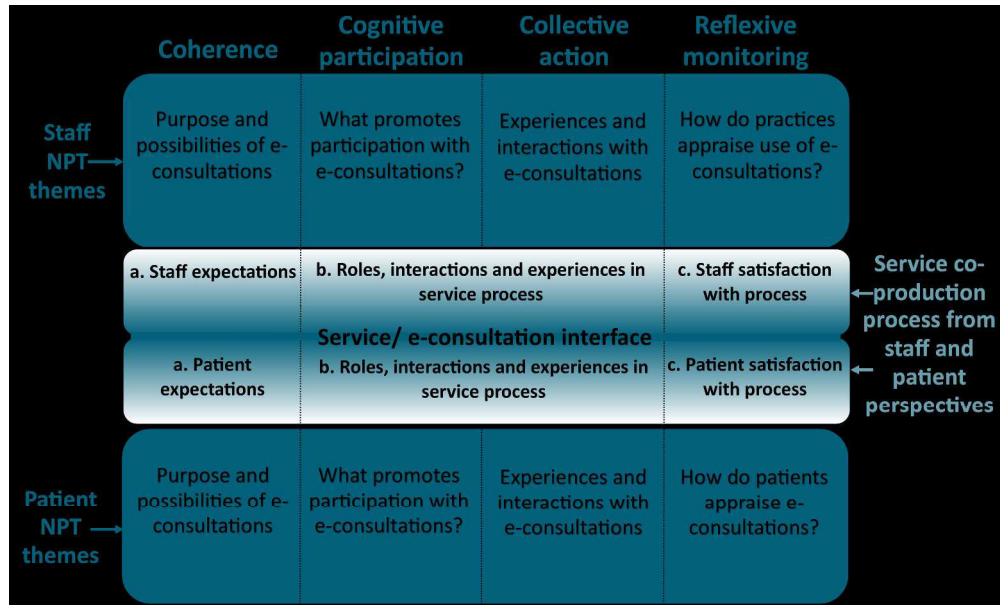 Coherence
Cognitive
participation
Collective
action
Reflexive
monitoring
Staff
NPT
themes
Purpose and
possibilities of e-
consultations
What promotes
participation with
e-consultations?
Experiences and
interactions with
e-consultations
How do practices
appraise use of e-
consultations?
a. Staff expectations
b. Roles, interactions and experiences in
service process
c. Staff satisfaction
with process
Service/ e-consultation interface
a. Patient
expectations
b. Roles, interactions and experiences in
service process
c. Patient satisfaction
with process
Service co-
production
process from
staff and
patient
perspectives
Patient
NPT
themes
Purpose and
possibilities of e-
consultations
What promotes
participation with
e-consultations?
Experiences and
interactions with
e-consultations
How do patients
appraise e-
consultations?